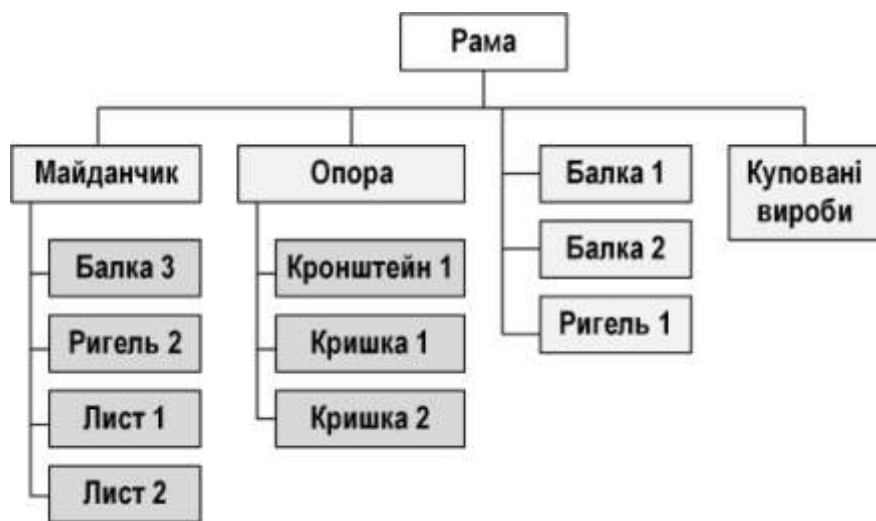 Рама
Майданчик
Балка 3
Ригель 2
Лист 1
Лист 2
Опора
Кронштейн 1
Кришка 1
Кришка 2
Балка 1
Балка 2
Ригель 1
Куповані
вироби